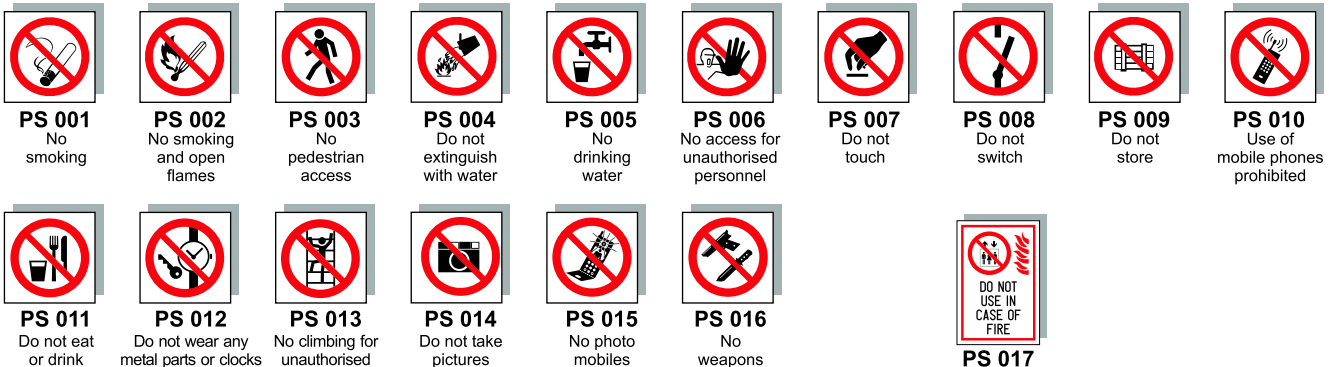 PS 001
No
smoking
PS 002
No smoking
and open
flames
PS 003
No
pedestrian
access
PS 004
Do not
extinguish
with water
PS 005
No
drinking
water
PS 006
No access for
unauthorised
personnel
PS 007
Do not
touch
PS 008
Do not
switch
PS 009
Do not
store
PS 010
Use of
mobile phones
prohibited
PS 011
Do not eat
or drink
PS 012
Do not wear any
metal parts or clocks
PS 013
No climbing for
unauthorised
PS 014
Do not take
pictures
PS 015
No photo
mobiles
PS 016
No
weapons
DO NOT
USE IN
CASE OF
FIRE
PS 017